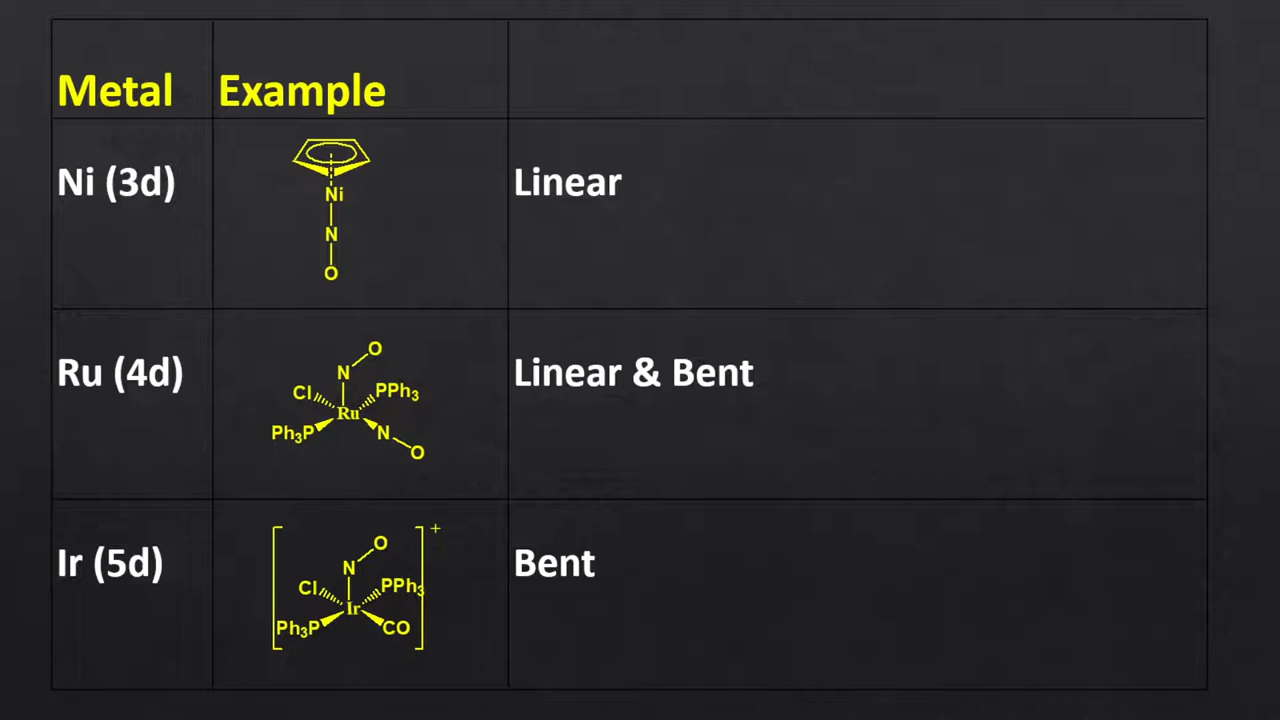 Metal Example
Ni (3d) Linear
Ni
N
O
Ru (4d) Linear & Bent
O
N
Cl PPh3
Ru
Ph3P N
O
Ir (5d) Bent
+
O
N
Cl PPh3
Ir
Ph3P CO